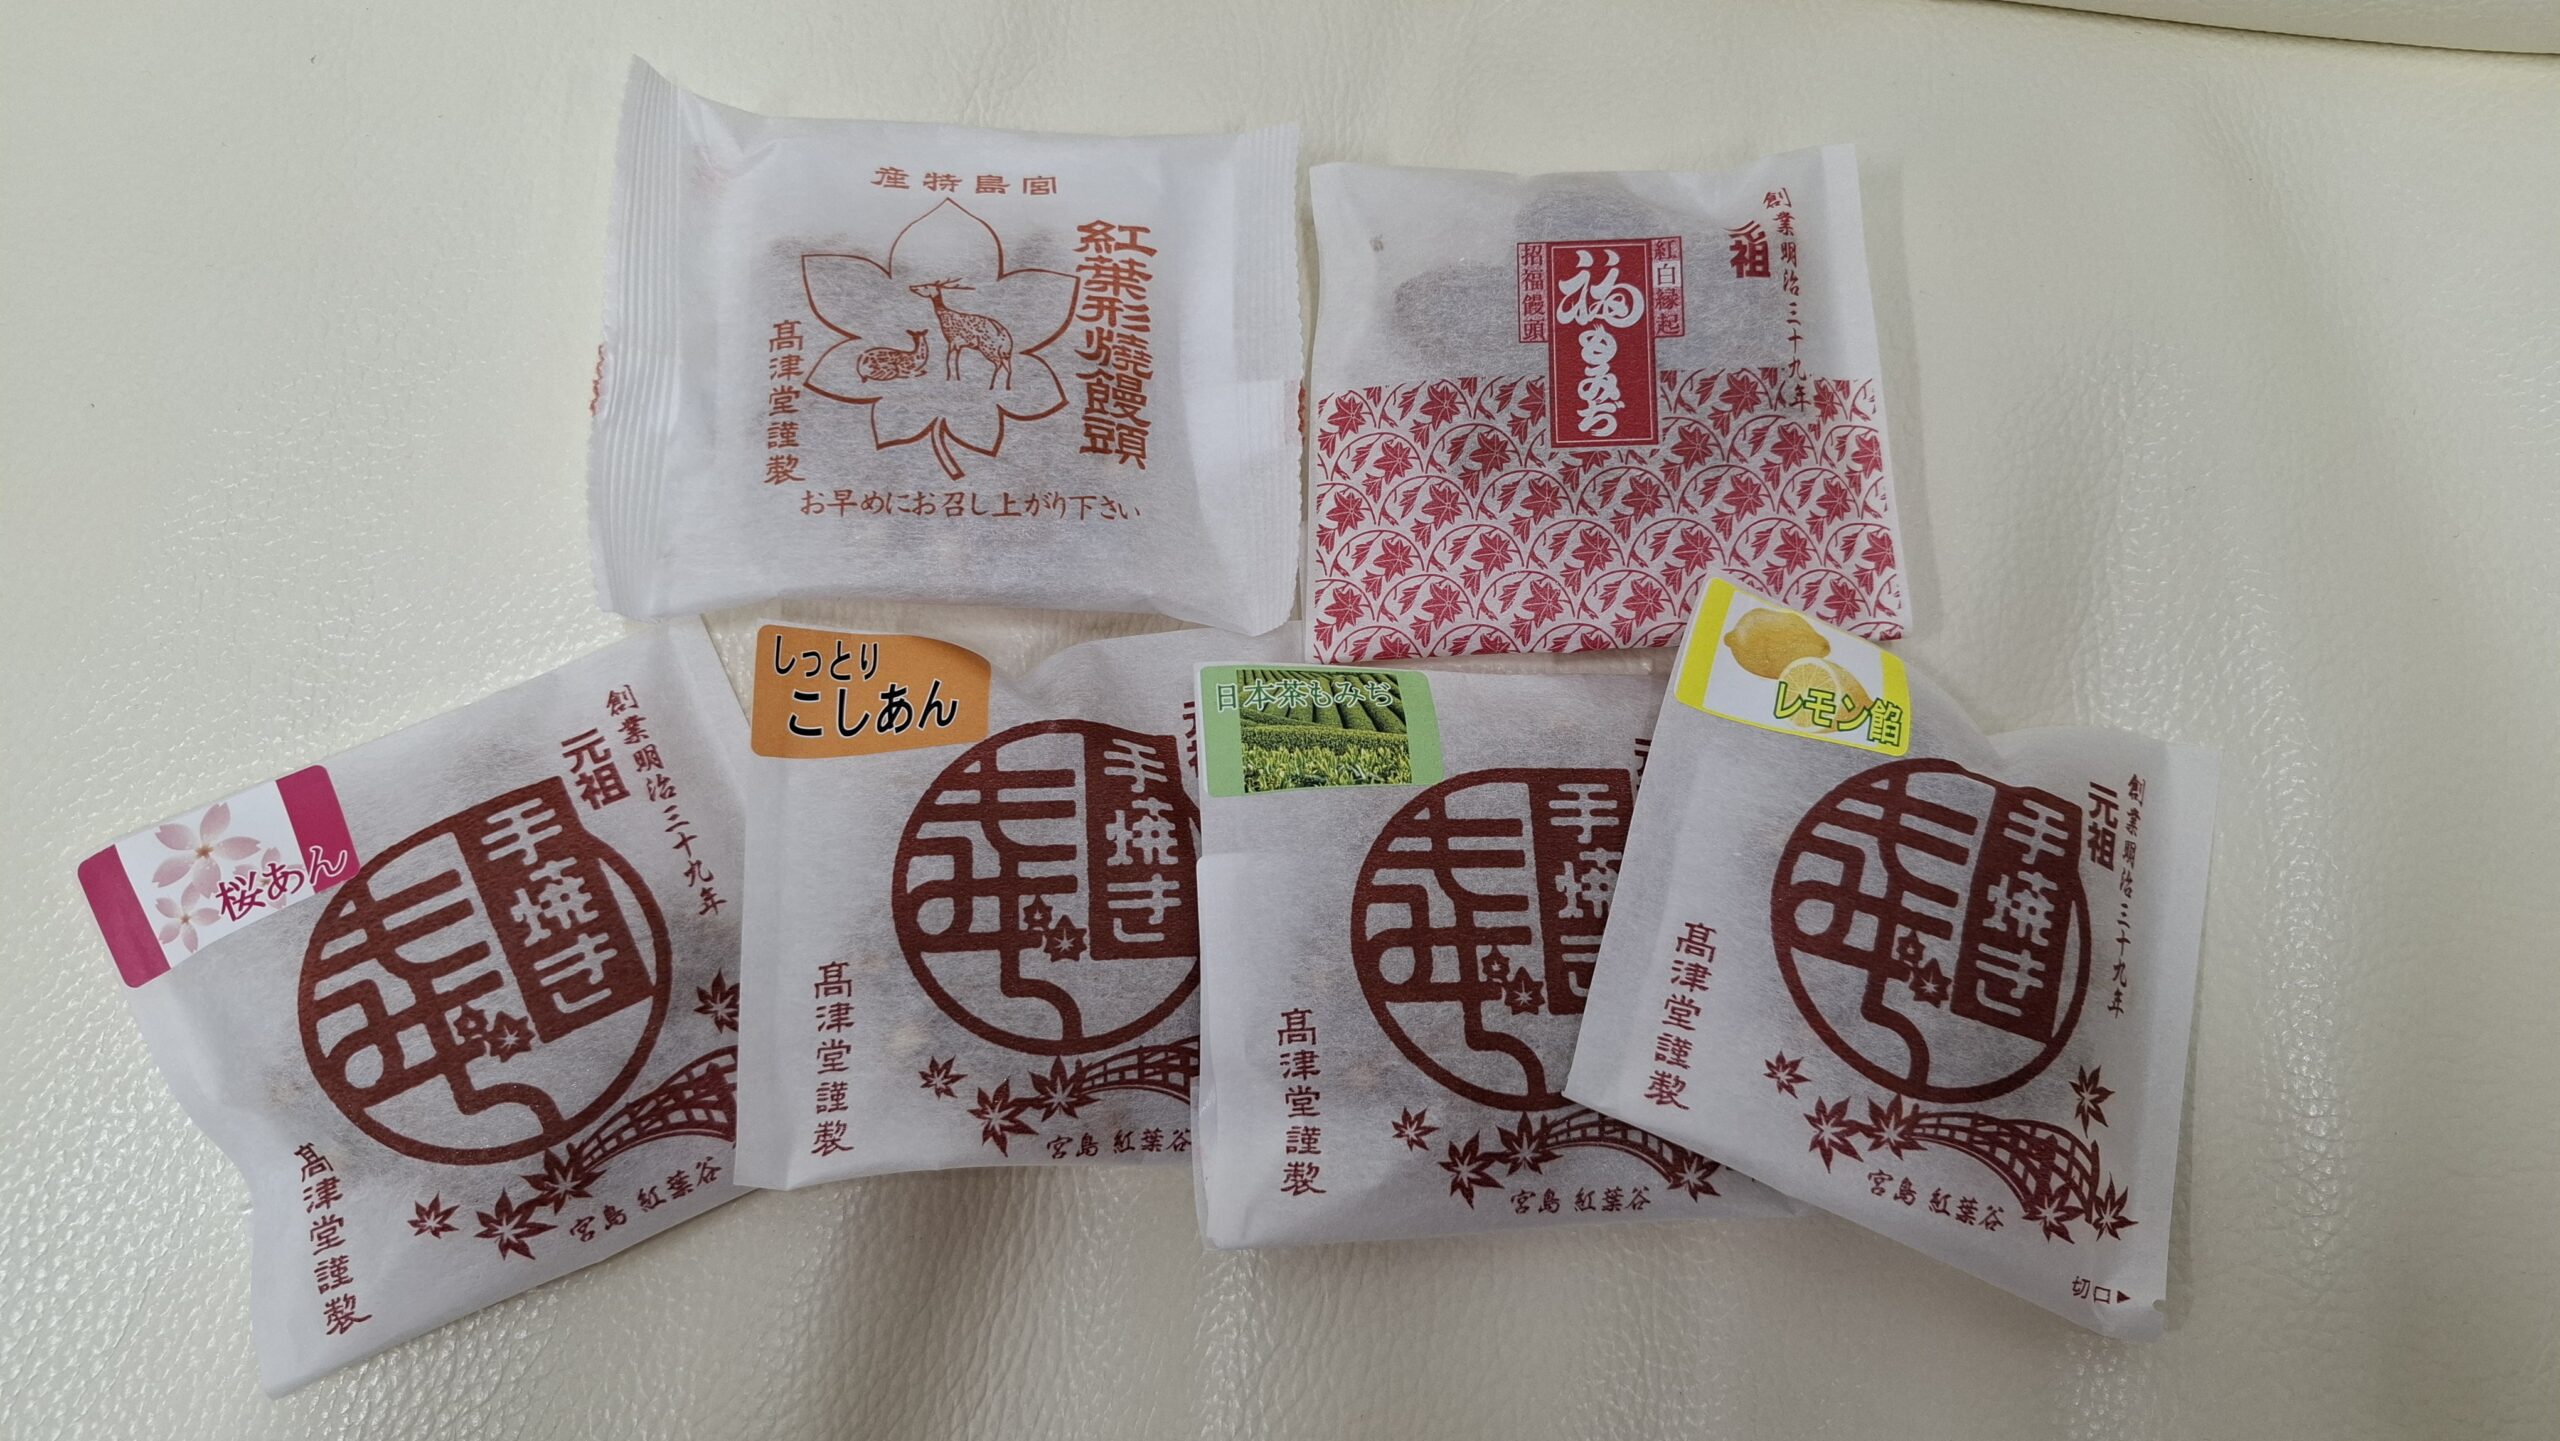 産特島宮
紅葉形焼饅頭
高津堂謹製
お早めにお召し上がり下さい
創業明治三十九年
元祖
紅白縁起
福もみぢ
招福饅頭
桜あん
創業明治三十九年
元祖
手焼き
もみぢ
高津堂謹製
宮島 紅葉谷
しっとり
こしあん
手焼き
もみぢ
高津堂謹製
宮島 紅葉谷
日本茶もみぢ
手焼き
もみぢ
高津堂謹製
宮島 紅葉谷
レモン餡
創業明治三十九年
元祖
手焼き
もみぢ
高津堂謹製
宮島 紅葉谷
切口▶